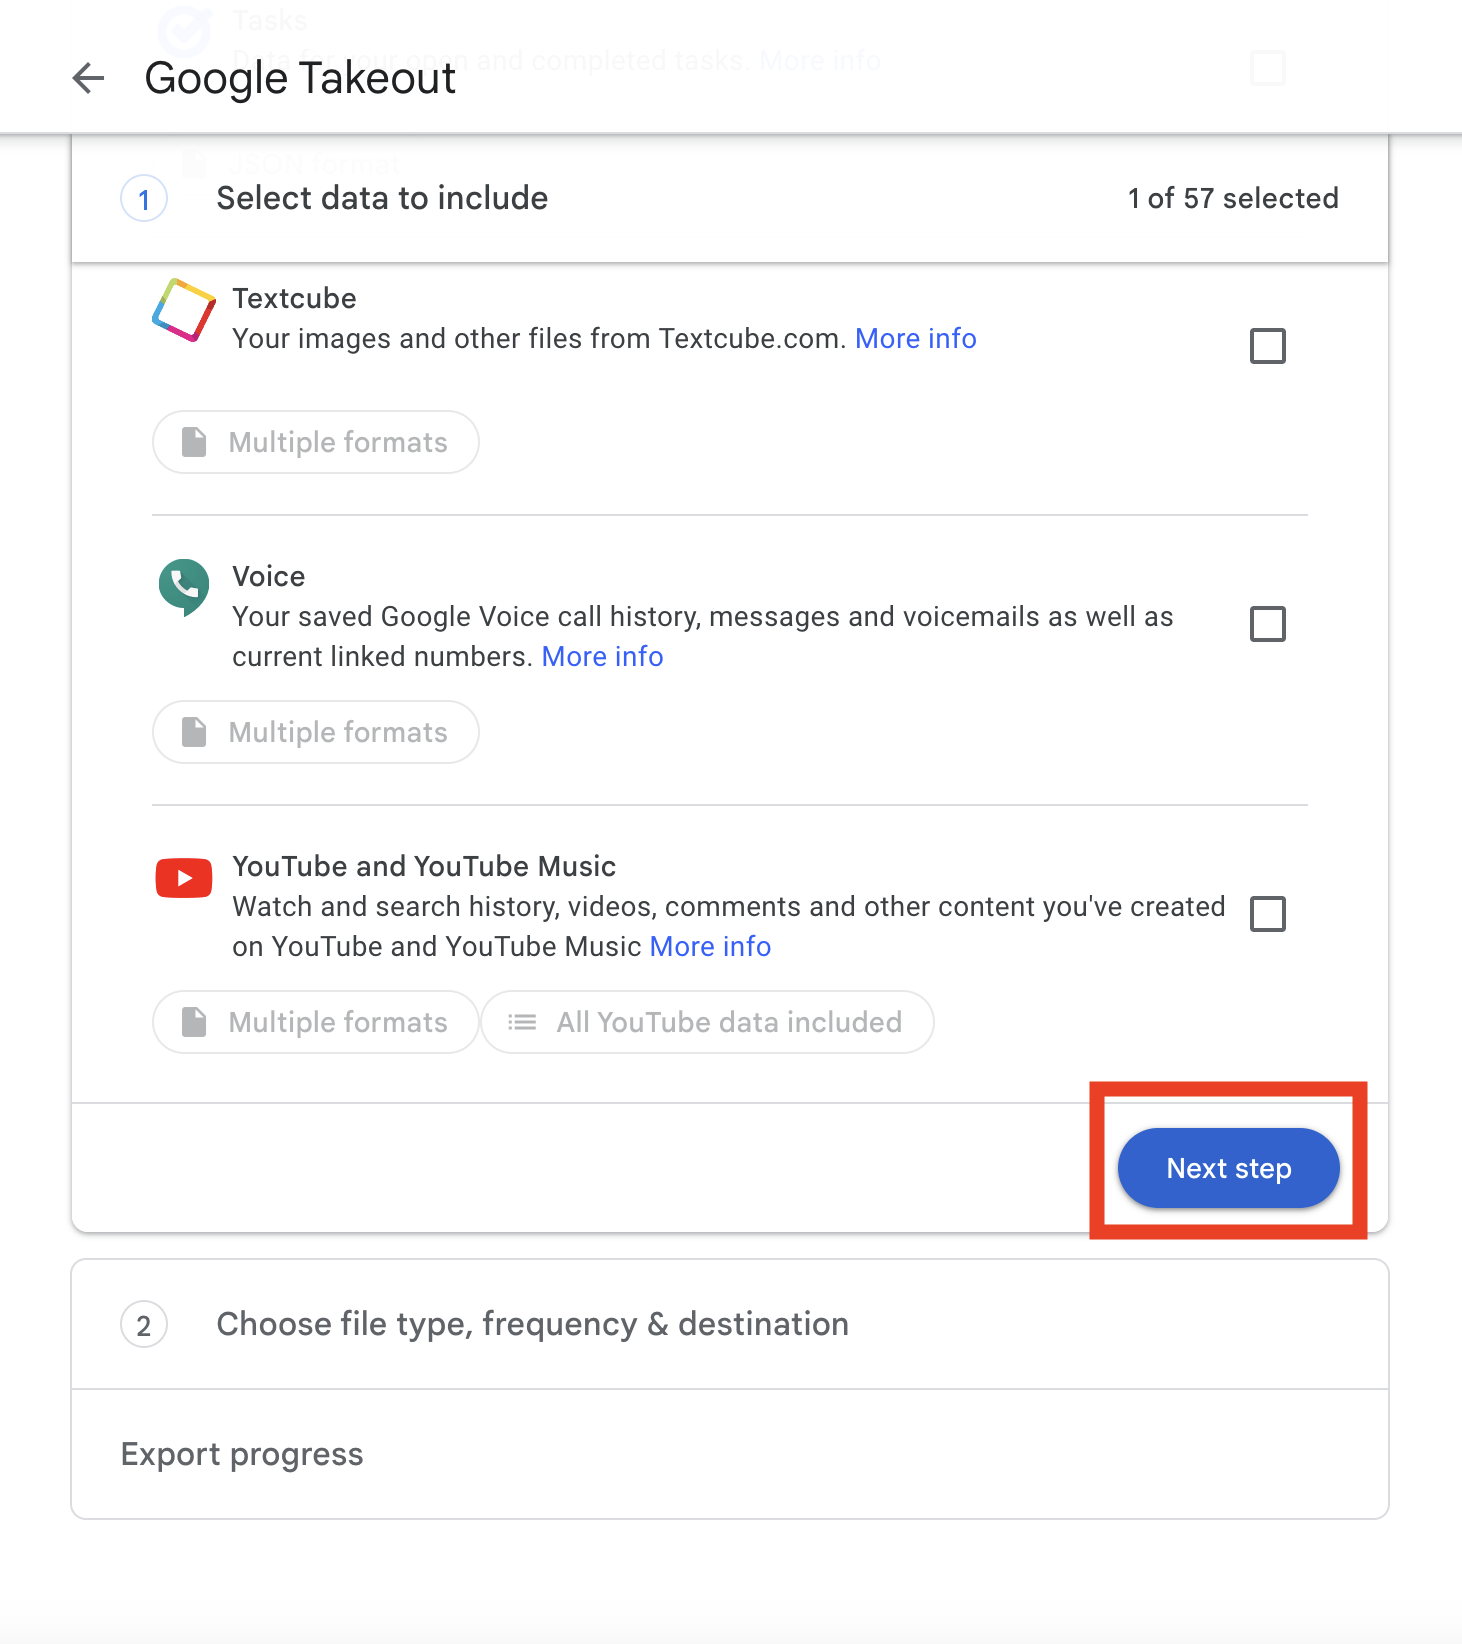 Tasks
Data for your open and completed tasks. More info
Google Takeout
JSON format
1 Select data to include 1 of 57 selected
Textcube
Your images and other files from Textcube.com. More info
Multiple formats
Voice
Your saved Google Voice call history, messages and voicemails as well as
current linked numbers. More info
Multiple formats
YouTube and YouTube Music
Watch and search history, videos, comments and other content you've created
on YouTube and YouTube Music More info
Multiple formats All YouTube data included
Next step
2 Choose file type, frequency & destination
Export progress